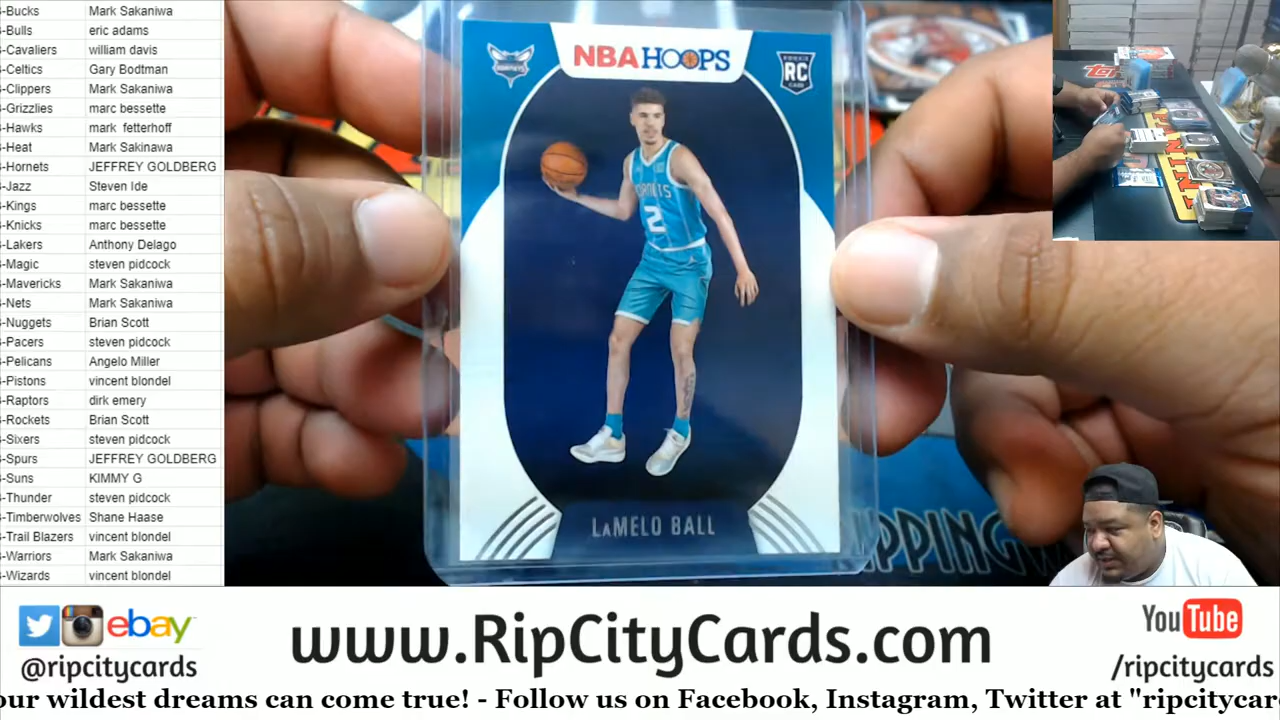 -Bucks Mark Sakaniwa
-Bulls eric adams
-Cavaliers william davis
-Celtics Gary Bodtman
-Clippers Mark Sakaniwa
-Grizzlies marc bessette
-Hawks mark fetterhoff
-Heat Mark Sakinawa
-Hornets JEFFREY GOLDBERG
-Jazz Steven Ide
-Kings marc bessette
-Knicks marc bessette
-Lakers Anthony Delago
-Magic steven pidcock
-Mavericks Mark Sakaniwa
-Nets Mark Sakaniwa
-Nuggets Brian Scott
-Pacers steven pidcock
-Pelicans Angelo Miller
-Pistons vincent blondel
-Raptors dirk emery
-Rockets Brian Scott
-Sixers steven pidcock
-Spurs JEFFREY GOLDBERG
-Suns KIMMY G
-Thunder steven pidcock
-Timberwolves Shane Haase
-Trail Blazers vincent blondel
-Warriors Mark Sakaniwa
-Wizards vincent blondel
NBA HOOPS
HORNETS
RC
HORNETS
2
LaMELO BALL
ebay
@ripcitycards
www.RipCityCards.com
YouTube
/ripcitycards
our wildest dreams can come true! - Follow us on Facebook, Instagram, Twitter at "ripcitycar